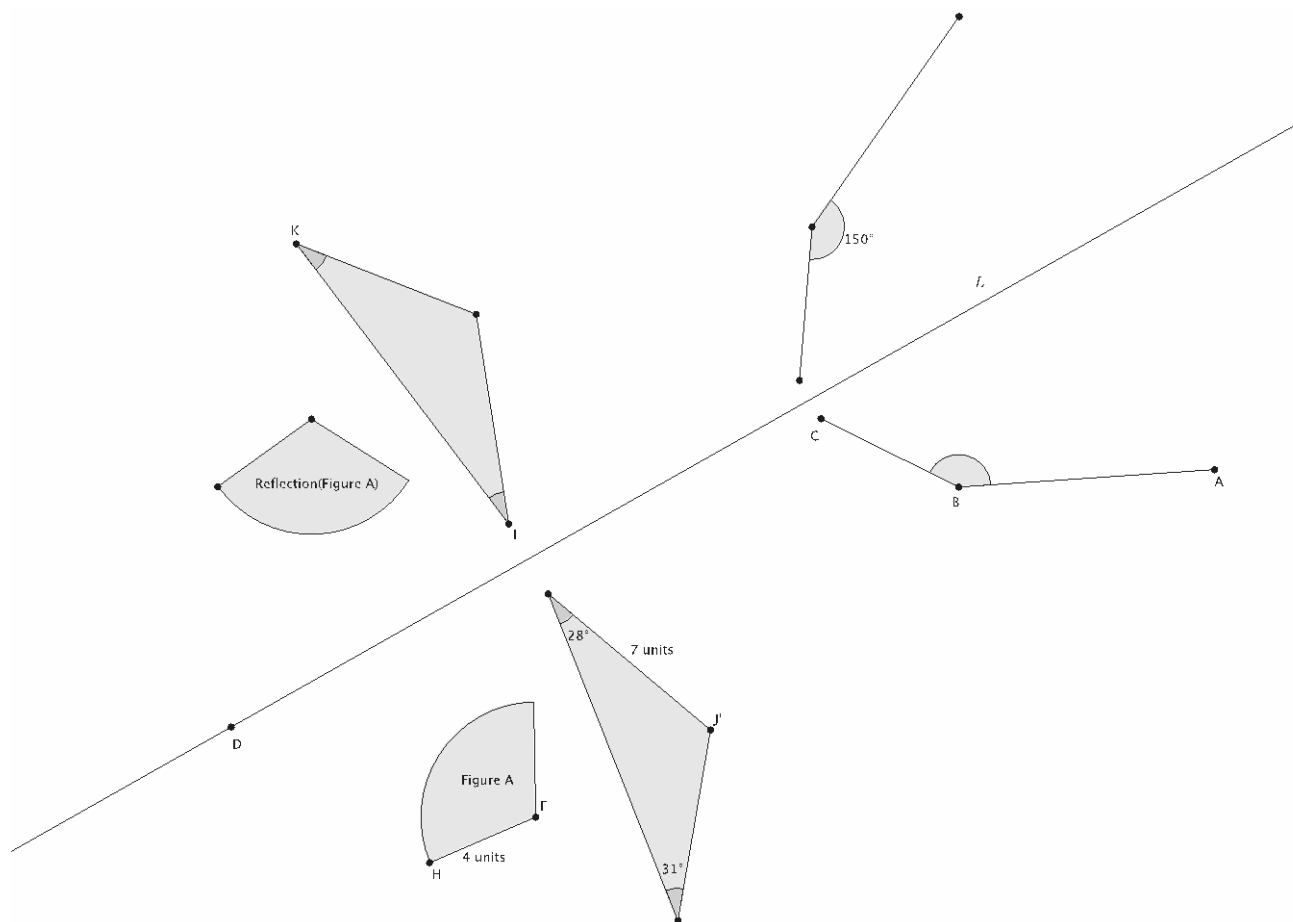 K
150°
L
C
A
B
Reflection(Figure A)
I
28°
7 units
J'
D
Figure A
Γ
4 units
H
31°